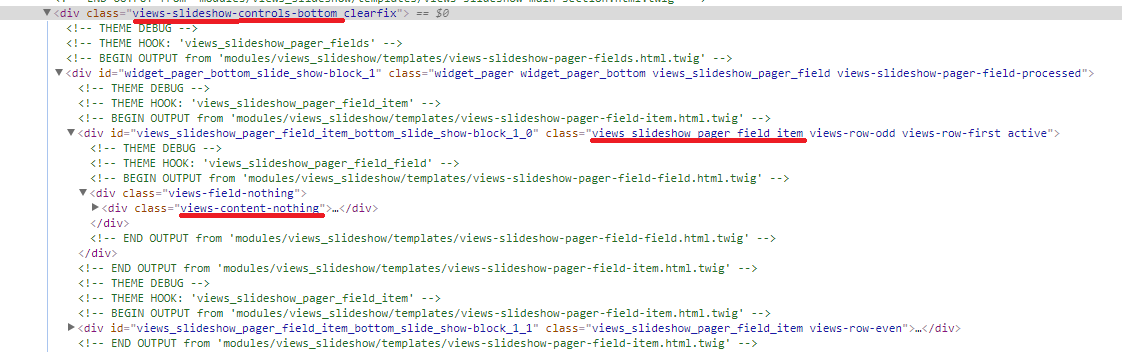 <!-- END OUTPUT from 'modules/views_slideshow/templates/views-slideshow-main-section.html.twig' -->
▼<div class="views-slideshow-controls-bottom clearfix"> == $0
<!-- THEME DEBUG -->
<!-- THEME HOOK: 'views_slideshow_pager_fields' -->
<!-- BEGIN OUTPUT from 'modules/views_slideshow/templates/views-slideshow-pager-fields.html.twig' -->
▼<div id="widget_pager_bottom_slide_show-block_1" class="widget_pager widget_pager_bottom views_slideshow_pager_field views-slideshow-pager-field-processed">
<!-- THEME DEBUG -->
<!-- THEME HOOK: 'views_slideshow_pager_field_item' -->
<!-- BEGIN OUTPUT from 'modules/views_slideshow/templates/views-slideshow-pager-field-item.html.twig' -->
▼<div id="views_slideshow_pager_field_item_bottom_slide_show-block_1_0" class="views_slideshow_pager_field_item views-row-odd views-row-first active">
<!-- THEME DEBUG -->
<!-- THEME HOOK: 'views_slideshow_pager_field_field' -->
<!-- BEGIN OUTPUT from 'modules/views_slideshow/templates/views-slideshow-pager-field-field.html.twig' -->
▼<div class="views-field-nothing">
▶<div class="views-content-nothing">…</div>
</div>
<!-- END OUTPUT from 'modules/views_slideshow/templates/views-slideshow-pager-field-field.html.twig' -->
</div>
<!-- END OUTPUT from 'modules/views_slideshow/templates/views-slideshow-pager-field-item.html.twig' -->
<!-- THEME DEBUG -->
<!-- THEME HOOK: 'views_slideshow_pager_field_item' -->
<!-- BEGIN OUTPUT from 'modules/views_slideshow/templates/views-slideshow-pager-field-item.html.twig' -->
▶<div id="views_slideshow_pager_field_item_bottom_slide_show-block_1_1" class="views_slideshow_pager_field_item views-row-even">…</div>
<!-- END OUTPUT from 'modules/views_slideshow/templates/views-slideshow-pager-field-item.html.twig' -->